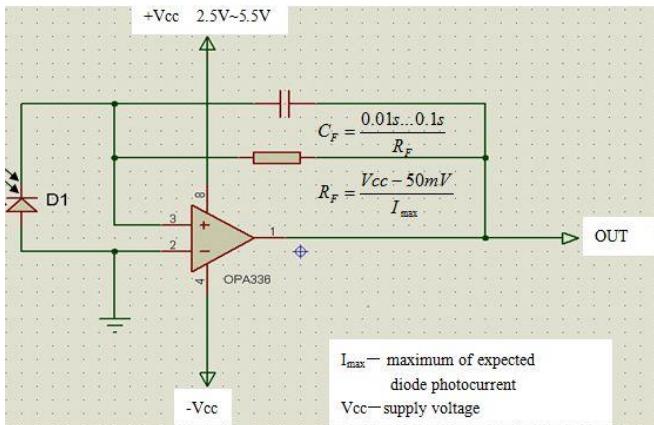 +Vcc 2.5V~5.5V
C_F = 0.01s...0.1s / R_F
D1
8
R_F = Vcc − 50mV / I_max
3
+
1
2
−
OUT
OPA336
4
I_max— maximum of expected
diode photocurrent
-Vcc
Vcc—supply voltage